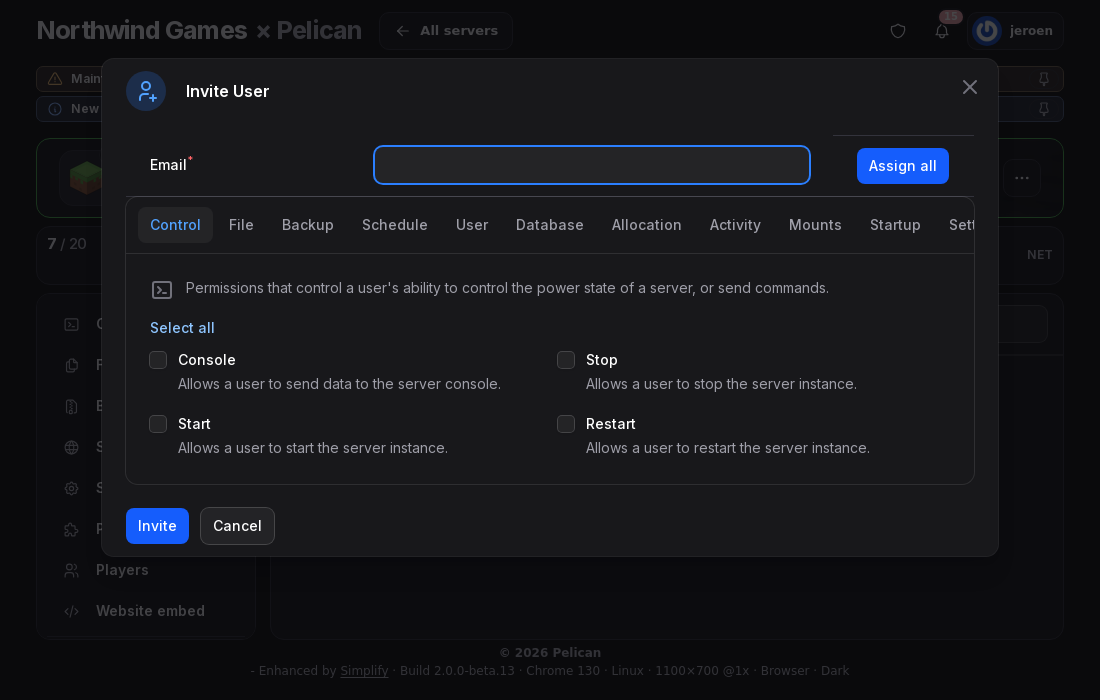 Northwind Games × Pelican
All servers
15
jeroen
Main
New
Invite User
Email*
Assign all
7 / 20
NET
Control File Backup Schedule User Database Allocation Activity Mounts Startup Sett
Permissions that control a user's ability to control the power state of a server, or send commands.
Select all
Console
Allows a user to send data to the server console.
Stop
Allows a user to stop the server instance.
Start
Allows a user to start the server instance.
Restart
Allows a user to restart the server instance.
Invite
Cancel
Players
Website embed
© 2026 Pelican
- Enhanced by Simplify · Build 2.0.0-beta.13 · Chrome 130 · Linux · 1100×700 @1x · Browser · Dark